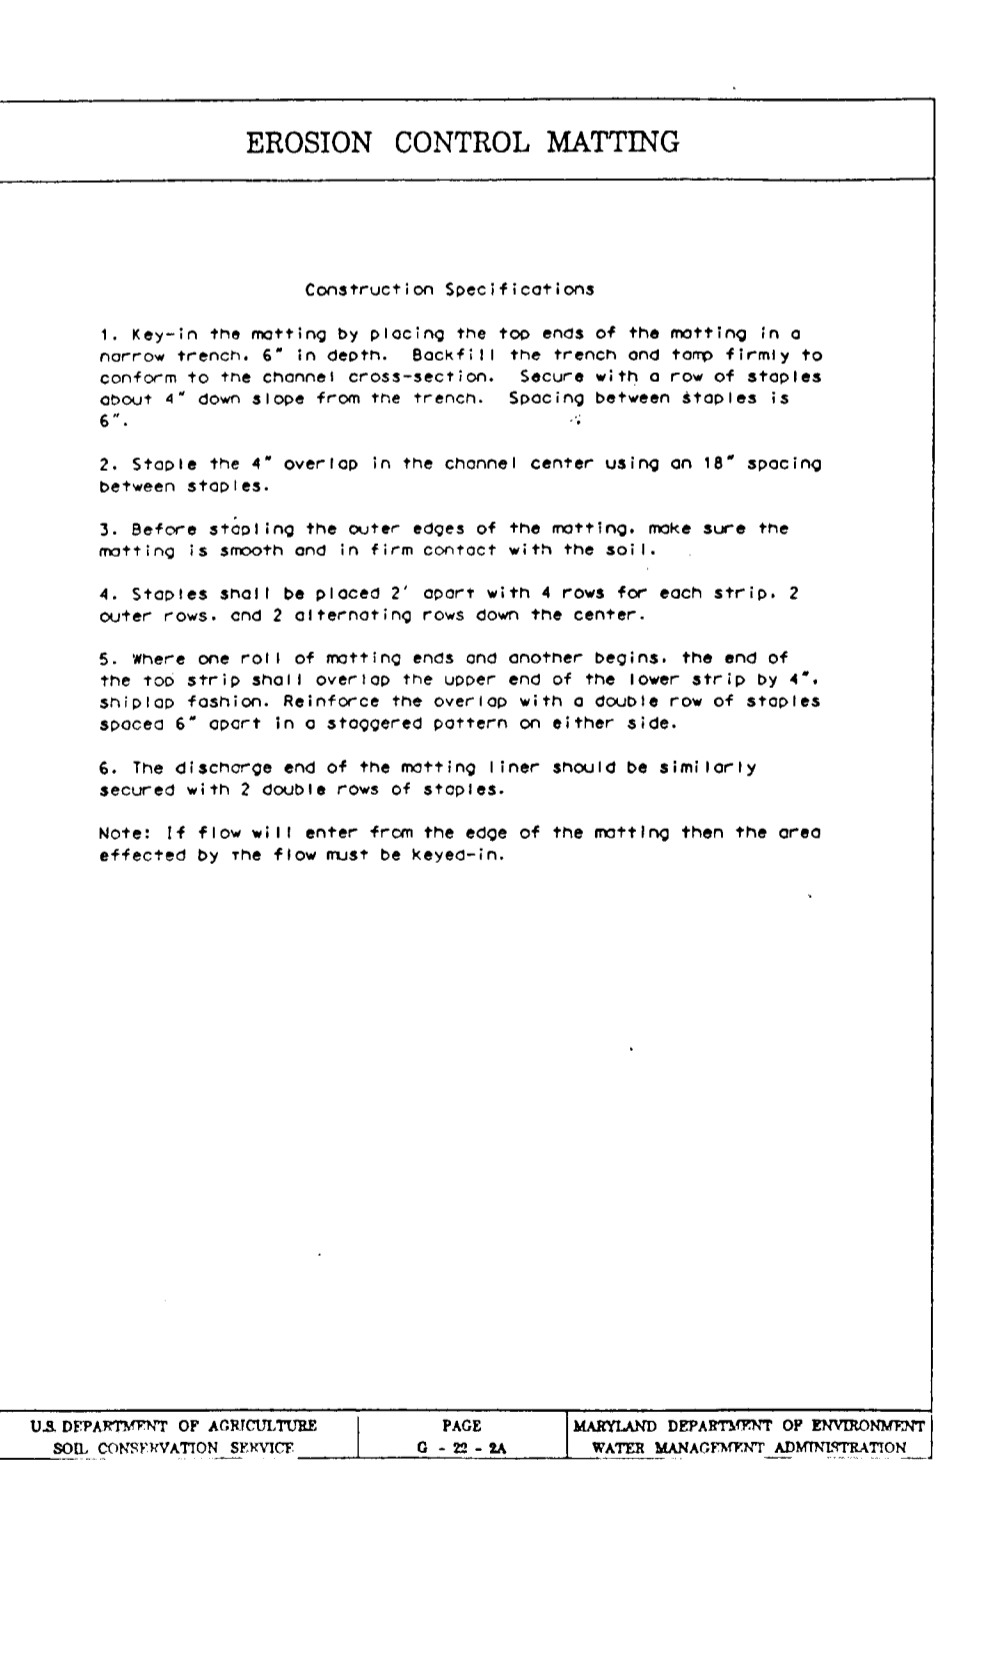 EROSION CONTROL MATTING
Construction Specifications
1. Key-in the matting by placing the top ends of the matting in a
narrow trench, 6" in depth. Backfill the trench and tamp firmly to
conform to the channel cross-section. Secure with a row of staples
about 4" down slope from the trench. Spacing between staples is
6".
2. Staple the 4" overlap in the channel center using an 18" spacing
between staples.
3. Before stapling the outer edges of the matting, make sure the
matting is smooth and in firm contact with the soil.
4. Staples shall be placed 2' apart with 4 rows for each strip, 2
outer rows, and 2 alternating rows down the center.
5. Where one roll of matting ends and another begins, the end of
the top strip shall overlap the upper end of the lower strip by 4",
shiplap fashion. Reinforce the overlap with a double row of staples
spaced 6" apart in a staggered pattern on either side.
6. The discharge end of the matting liner should be similarly
secured with 2 double rows of staples.
Note: If flow will enter from the edge of the matting then the area
effected by the flow must be keyed-in.
U.S. DEPARTMENT OF AGRICULTURE
SOIL CONSERVATION SERVICE
PAGE
G - 22 - 2A
MARYLAND DEPARTMENT OF ENVIRONMENT
WATER MANAGEMENT ADMINISTRATION